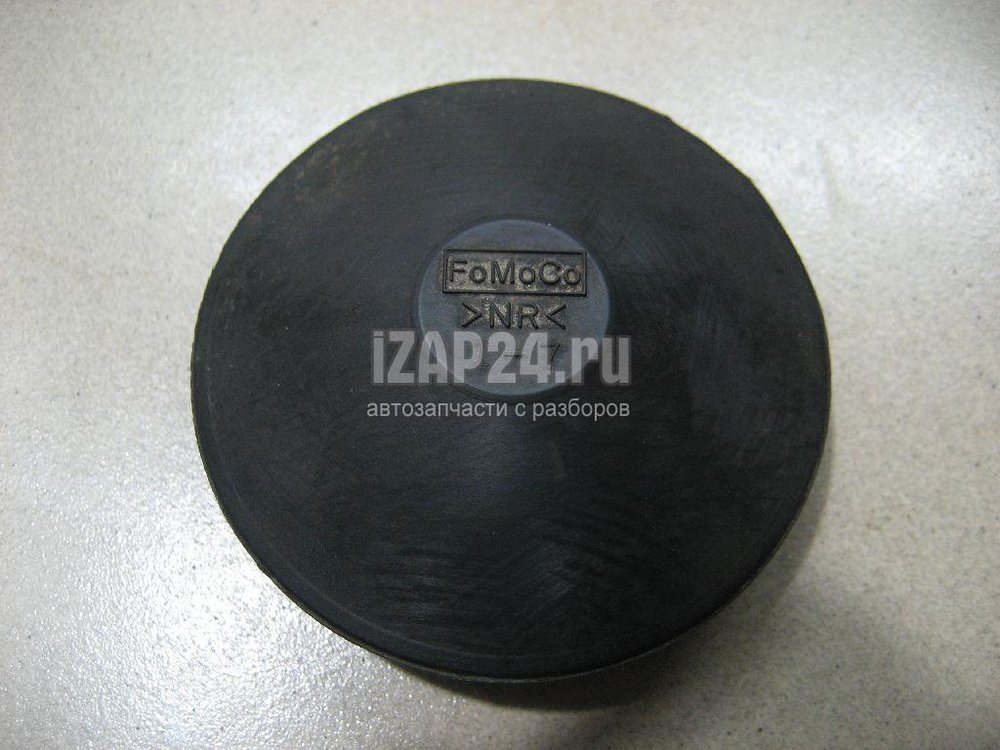 FoMoCo
>NR<
iZAP24.ru
автозапчасти с разборов